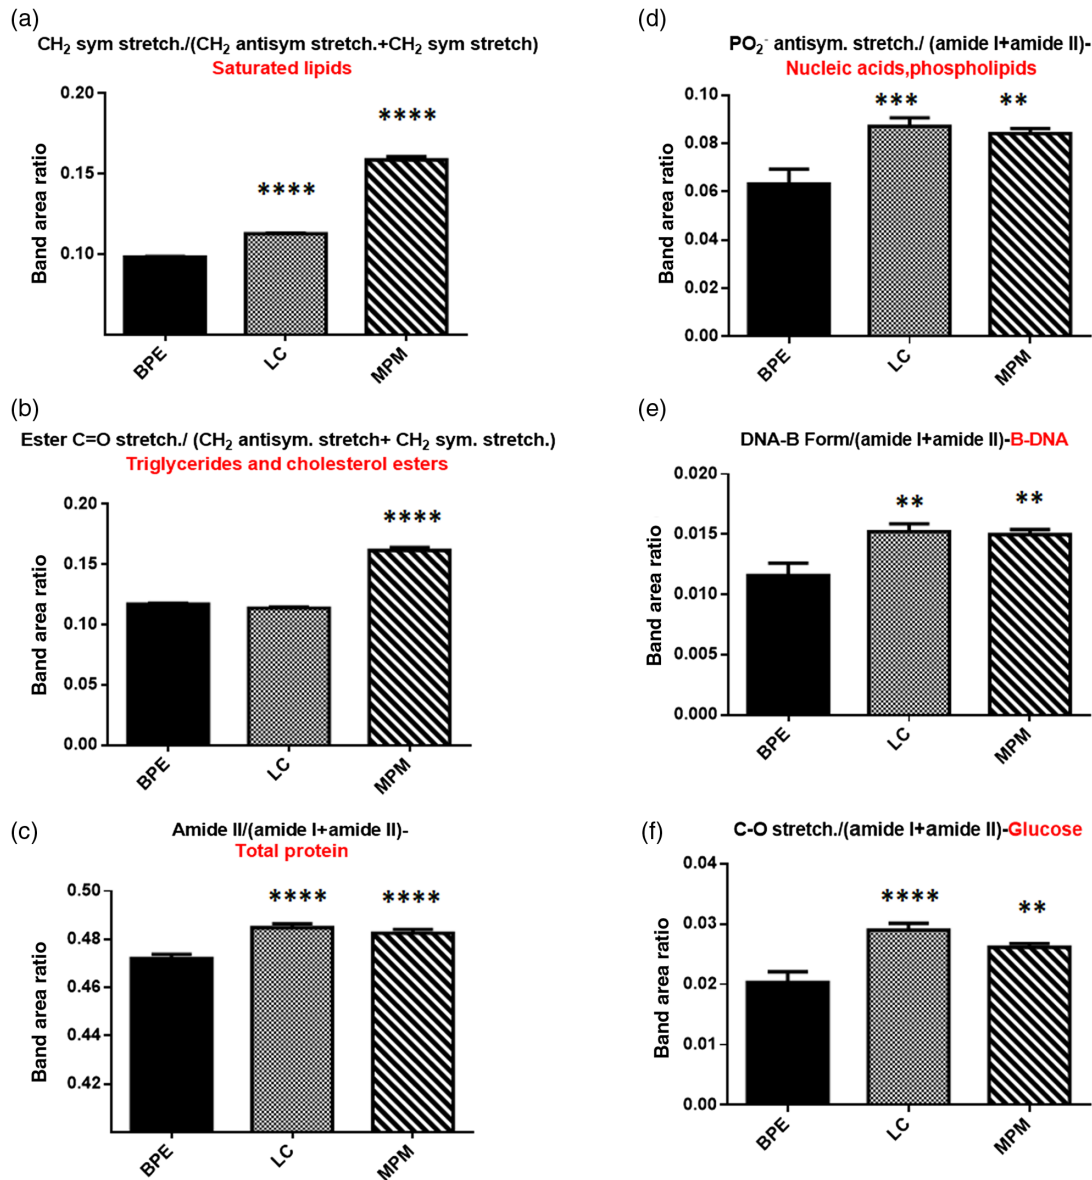 (a)
CH₂ sym stretch./(CH₂ antisym stretch.+CH₂ sym stretch)
Saturated lipids
Band area ratio
0.20
0.15
0.10
****
****
BPE
LC
MPM
(b)
Ester C=O stretch./ (CH₂ antisym. stretch+ CH₂ sym. stretch.)
Triglycerides and cholesterol esters
Band area ratio
0.20
0.15
0.10
0.05
0.00
****
BPE
LC
MPM
(c)
Amide II/(amide I+amide II)-
Total protein
Band area ratio
0.50
0.48
0.46
0.44
0.42
****
****
BPE
LC
MPM
(d)
PO₂⁻ antisym. stretch./ (amide I+amide II)-
Nucleic acids,phospholipids
Band area ratio
0.10
0.08
0.06
0.04
0.02
0.00
***
**
BPE
LC
MPM
(e)
DNA-B Form/(amide I+amide II)-B-DNA
Band area ratio
0.020
0.015
0.010
0.005
0.000
**
**
BPE
LC
MPM
(f)
C-O stretch./(amide I+amide II)-Glucose
Band area ratio
0.04
0.03
0.02
0.01
0.00
****
**
BPE
LC
MPM